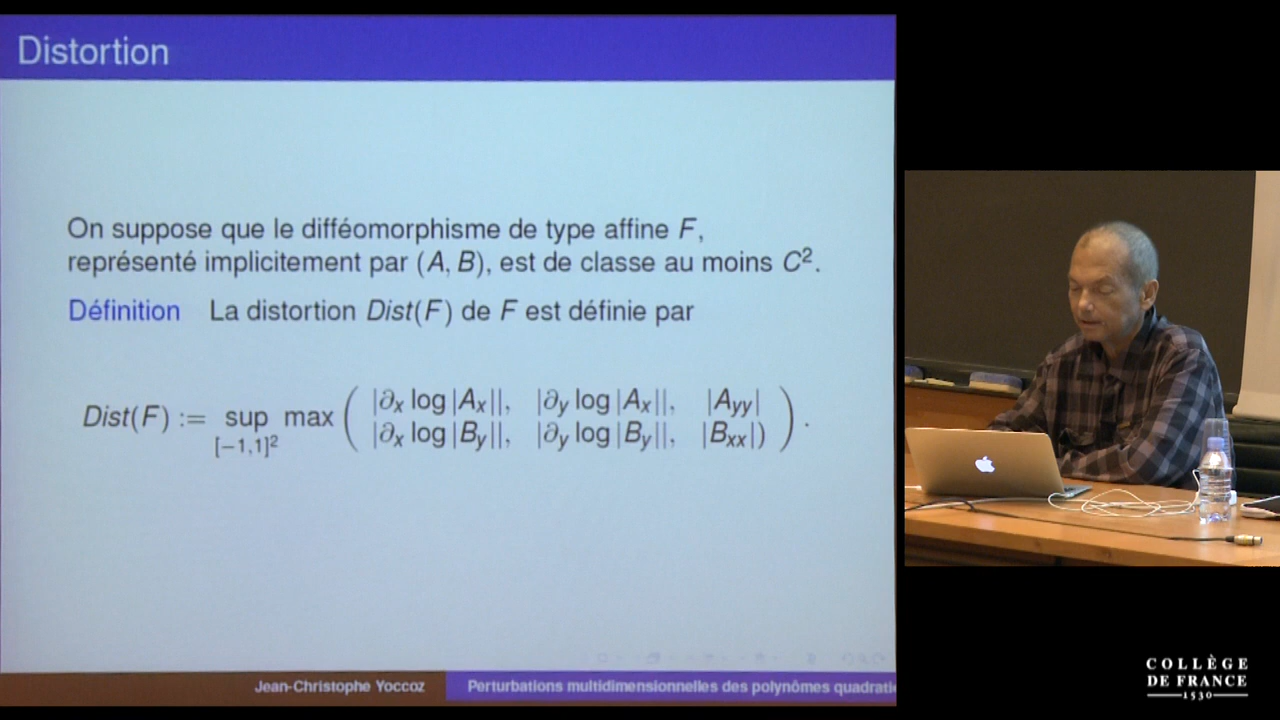 Distortion
On suppose que le difféomorphisme de type affine F,
représenté implicitement par (A, B), est de classe au moins C².
Définition La distortion Dist(F) de F est définie par
Dist(F) := sup max ( |∂x log |Ax||, |∂y log |Ax||, |Ayy|
[−1,1]² |∂x log |By||, |∂y log |By||, |Bxx|) ) .
Jean-Christophe Yoccoz Perturbations multidimensionnelles des polynômes
COLLÈGE
DE FRANCE
1530